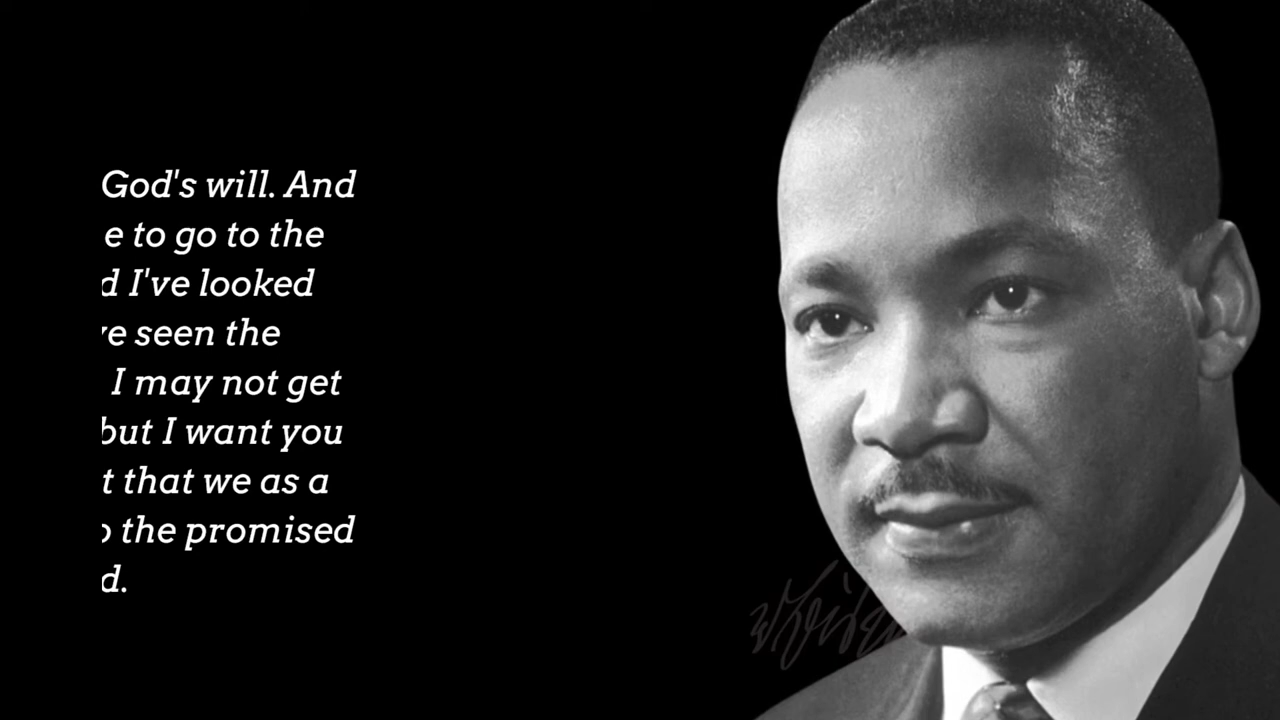 God's will. And
e to go to the
d I've looked
've seen the
I may not get
but I want you
t that we as a
o the promised
d.